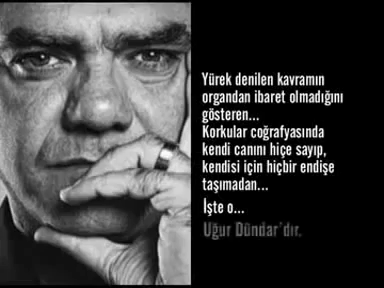 Yürek denilen kavramın
organdan ibaret olmadığını
gösteren...
Korkular coğrafyasında
kendi canını hiçe sayıp,
kendisi için hiçbir endişe
taşımadan...
İşte o...
Uğur Dündar'dır.